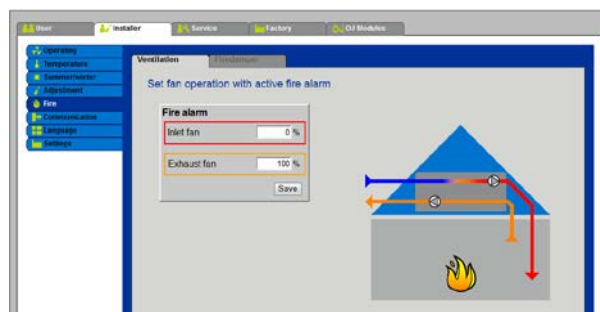 User
Installer
Service
Factory
OJ Modules
Operating
Temperature
Summer/winter
Adjustment
Fire
Communication
Language
Settings
Ventilation
Set fan operation with active fire alarm
Fire alarm
Inlet fan 0 %
Exhaust fan 100 %
Save